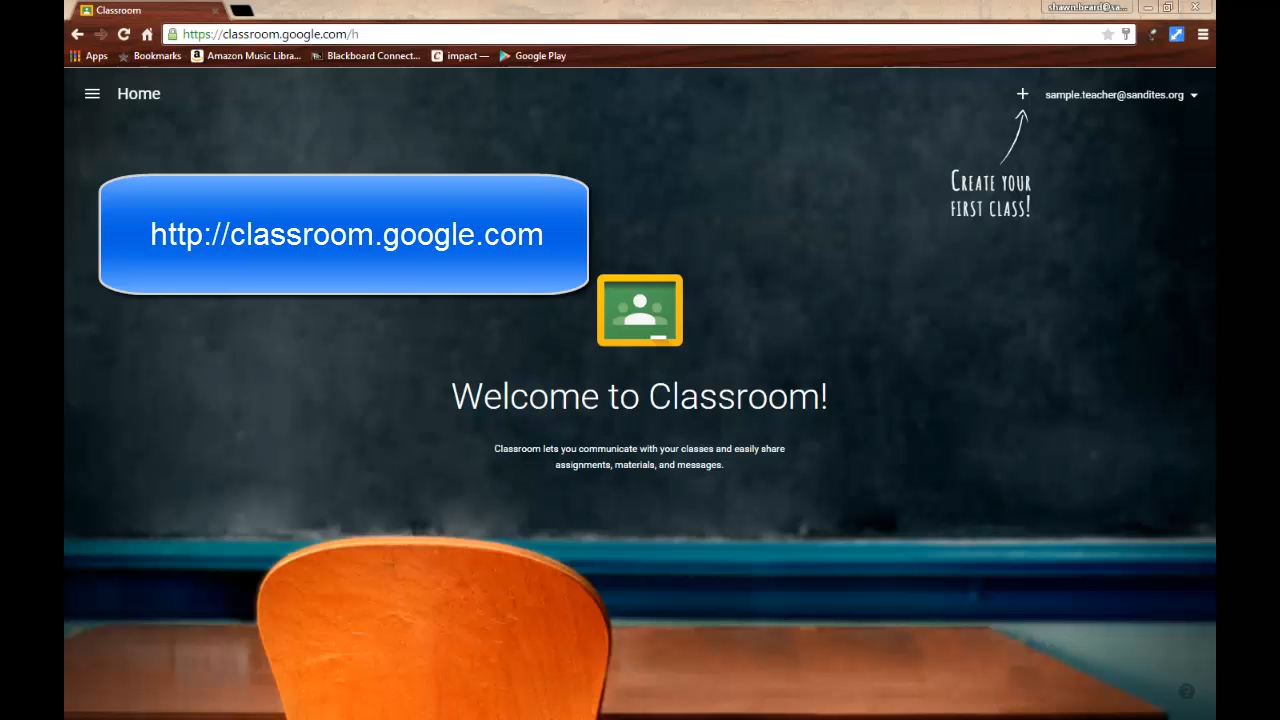 Classroom
shawnbeard@sa...
https://classroom.google.com/h
Apps Bookmarks Amazon Music Libra... Blackboard Connect... impact — Google Play
Home
+ sample.teacher@sandites.org
CREATE YOUR
FIRST CLASS!
http://classroom.google.com
Welcome to Classroom!
Classroom lets you communicate with your classes and easily share
assignments, materials, and messages.